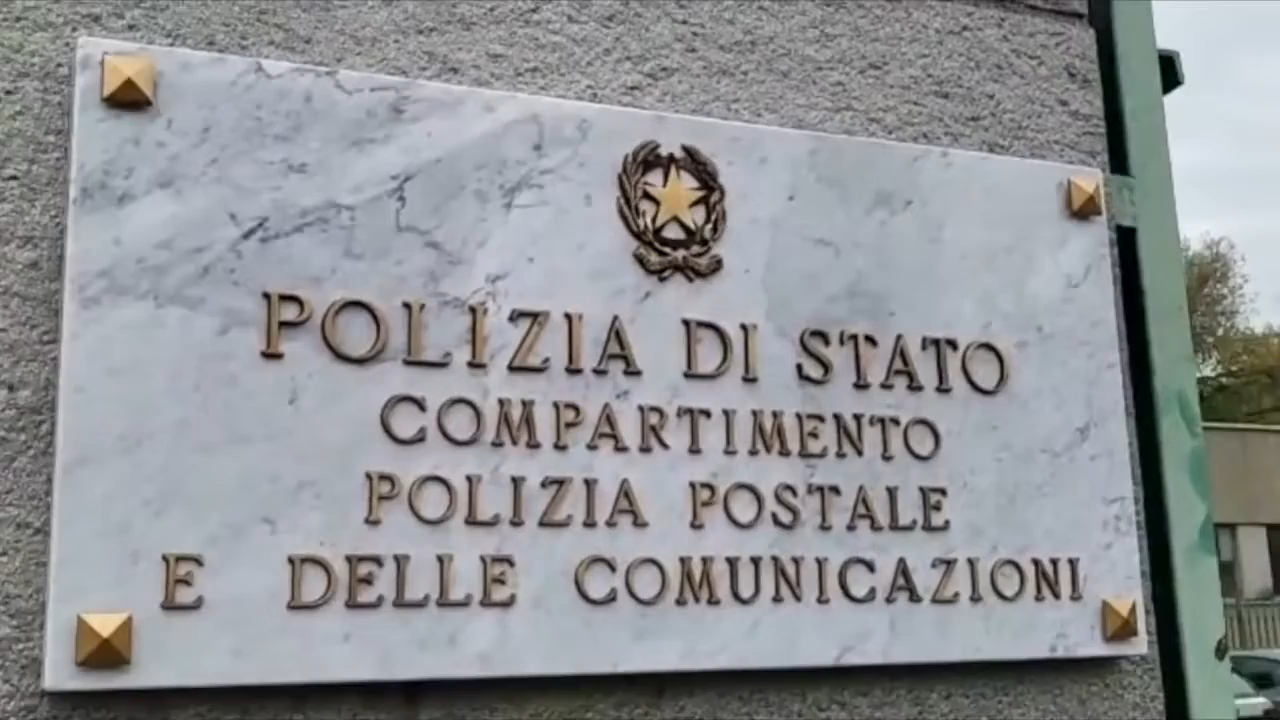 POLIZIA DI STATO
COMPARTIMENTO
POLIZIA POSTALE
E DELLE COMUNICAZIONI